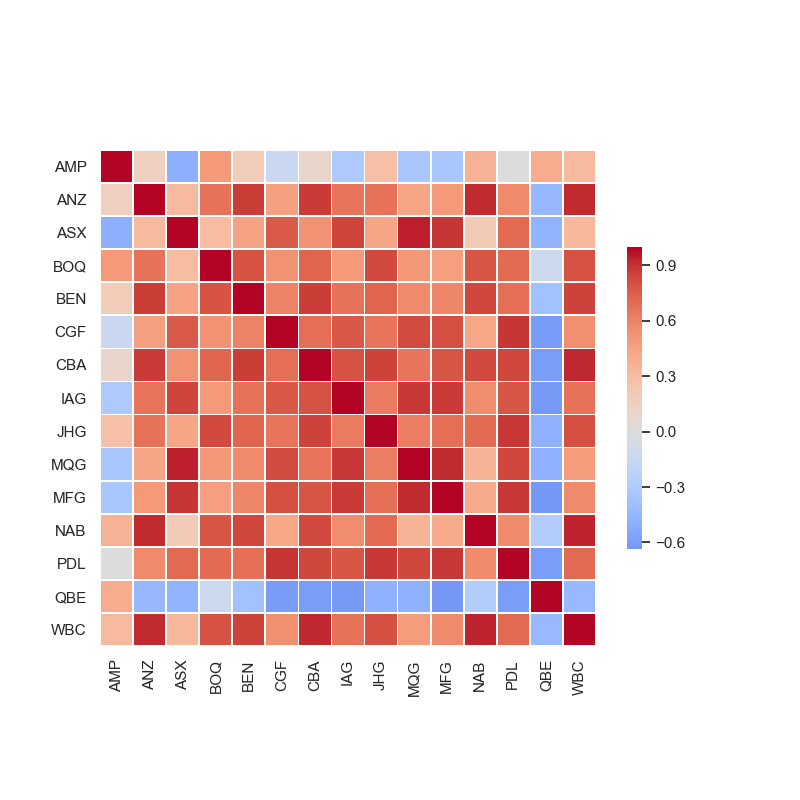 AMP
ANZ
ASX
BOQ
BEN
CGF
CBA
IAG
JHG
MQG
MFG
NAB
PDL
QBE
WBC
AMP
ANZ
ASX
BOQ
BEN
CGF
CBA
IAG
JHG
MQG
MFG
NAB
PDL
QBE
WBC
0.9
0.6
0.3
0.0
−0.3
−0.6